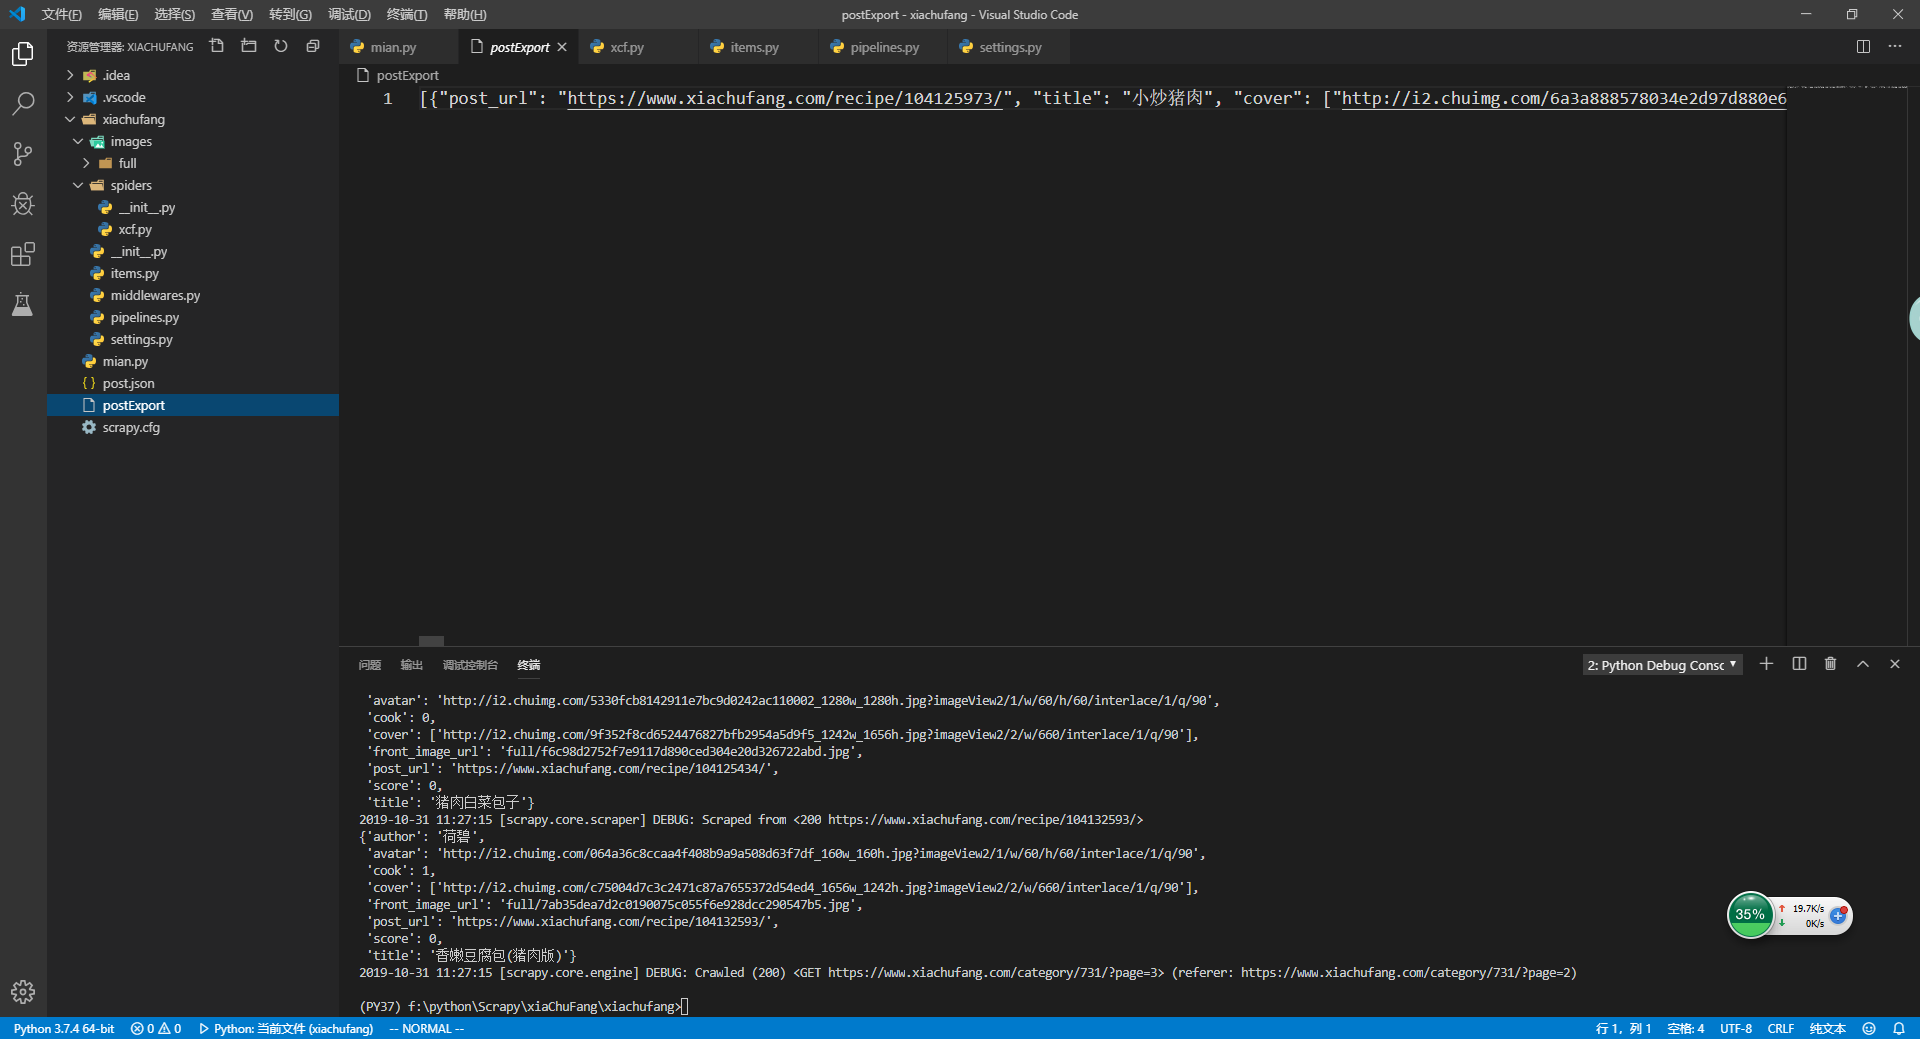 文件(F) 编辑(E) 选择(S) 查看(V) 转到(G) 调试(D) 终端(T) 帮助(H)
postExport - xiachufang - Visual Studio Code
资源管理器: XIACHUFANG
.idea
.vscode
xiachufang
images
full
spiders
__init__.py
xcf.py
__init__.py
items.py
middlewares.py
pipelines.py
settings.py
mian.py
post.json
postExport
scrapy.cfg
mian.py postExport xcf.py items.py pipelines.py settings.py
postExport
1 [{"post_url": "https://www.xiachufang.com/recipe/104125973/", "title": "小炒猪肉", "cover": ["http://i2.chuimg.com/6a3a888578034e2d97d880e6
问题 输出 调试控制台 终端
2: Python Debug Consc
'avatar': 'http://i2.chuimg.com/5330fcb8142911e7bc9d0242ac110002_1280w_1280h.jpg?imageView2/1/w/60/h/60/interlace/1/q/90',
'cook': 0,
'cover': ['http://i2.chuimg.com/9f352f8cd6524476827bfb2954a5d9f5_1242w_1656h.jpg?imageView2/2/w/660/interlace/1/q/90'],
'front_image_url': 'full/f6c98d2752f7e9117d890ced304e20d326722abd.jpg',
'post_url': 'https://www.xiachufang.com/recipe/104125434/',
'score': 0,
'title': '猪肉白菜包子'}
2019-10-31 11:27:15 [scrapy.core.scraper] DEBUG: Scraped from <200 https://www.xiachufang.com/recipe/104132593/>
{'author': '荷碧',
'avatar': 'http://i2.chuimg.com/064a36c8ccaa4f408b9a9a508d63f7df_160w_160h.jpg?imageView2/1/w/60/h/60/interlace/1/q/90',
'cook': 1,
'cover': ['http://i2.chuimg.com/c75004d7c3c2471c87a7655372d54ed4_1656w_1242h.jpg?imageView2/2/w/660/interlace/1/q/90'],
'front_image_url': 'full/7ab35dea7d2c0190075c055f6e928dcc290547b5.jpg',
'post_url': 'https://www.xiachufang.com/recipe/104132593/',
'score': 0,
'title': '香嫩豆腐包(猪肉版)'}
2019-10-31 11:27:15 [scrapy.core.engine] DEBUG: Crawled (200) <GET https://www.xiachufang.com/category/731/?page=3> (referer: https://www.xiachufang.com/category/731/?page=2)
(PY37) f:\python\Scrapy\xiaChuFang\xiachufang>
35% 19.7K/s
0K/s
Python 3.7.4 64-bit 0 0 Python: 当前文件 (xiachufang) -- NORMAL -- 行 1，列 1 空格: 4 UTF-8 CRLF 纯文本